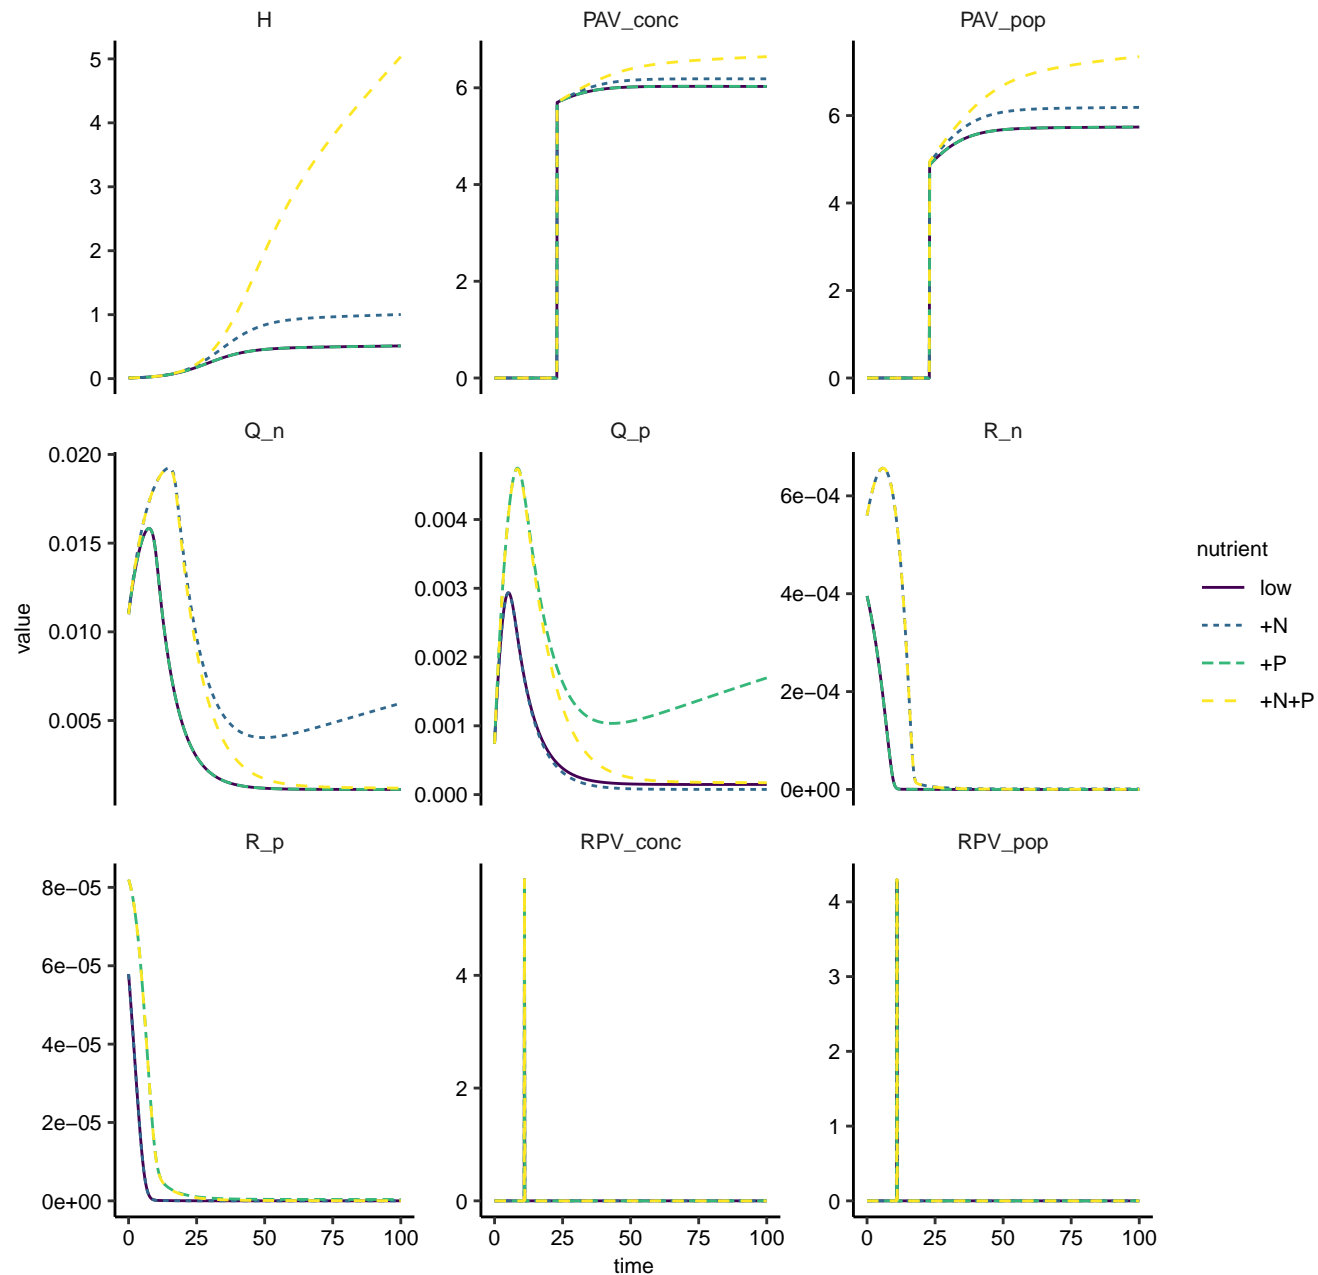 H
PAV_conc
PAV_pop
5
4
3
2
1
0
6
4
2
0
6
4
2
0
Q_n
Q_p
R_n
0.020
0.015
0.010
0.005
0.004
0.003
0.002
0.001
0.000
6e−04
4e−04
2e−04
0e+00
R_p
RPV_conc
RPV_pop
8e−05
6e−05
4e−05
2e−05
0e+00
4
2
0
4
3
2
1
0
0 25 50 75 100
0 25 50 75 100
0 25 50 75 100
time
value
nutrient
low
+N
+P
+N+P